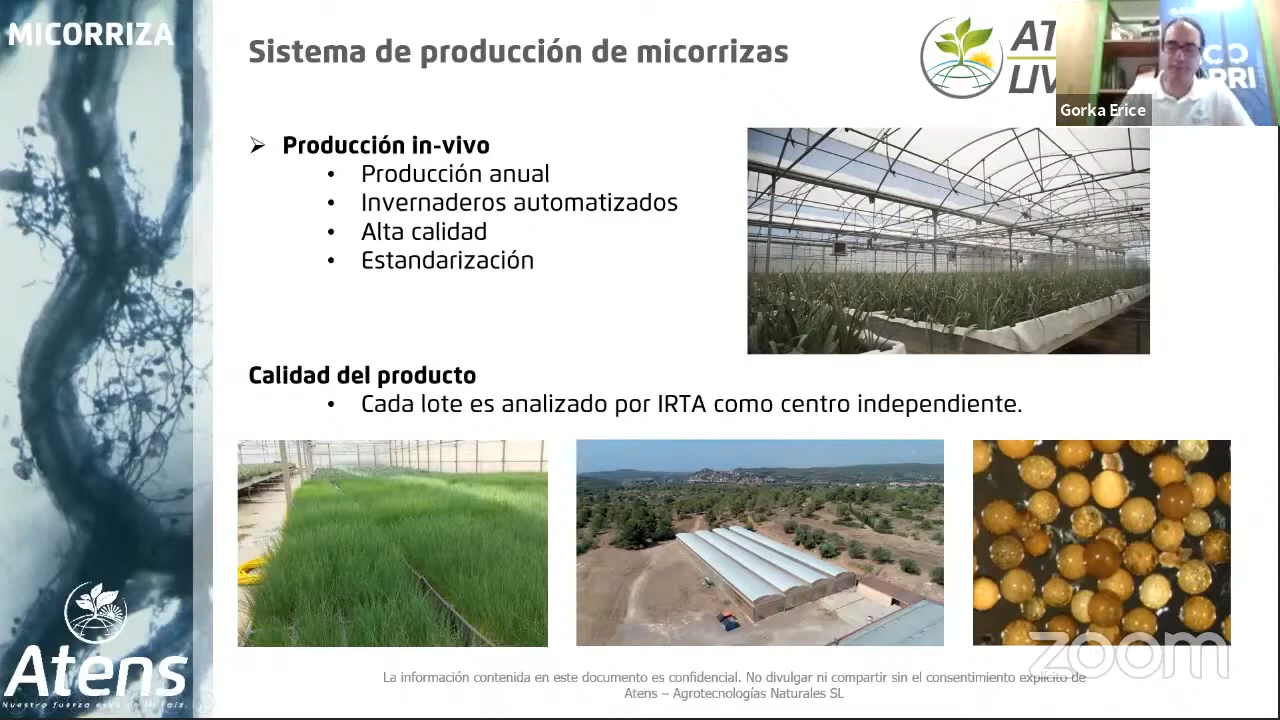 MICORRIZA
Sistema de producción de micorrizas
Gorka Erice
➢ Producción in-vivo
• Producción anual
• Invernaderos automatizados
• Alta calidad
• Estandarización
Calidad del producto
• Cada lote es analizado por IRTA como centro independiente.
zoom
Atens
La información contenida en este documento es confidencial. No divulgar ni compartir sin el consentimiento explícito de
Atens – Agrotecnologías Naturales SL